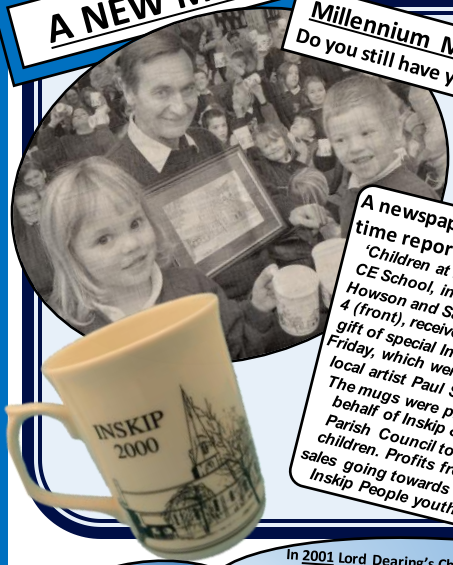 A NEW M
Millennium M
Do you still have y
A newspap
time repor
'Children at
CE School, in
Howson and S
4 (front), receive
gift of special In
Friday, which wer
local artist Paul S
The mugs were p
behalf of Inskip
Parish Council to
children. Profits fr
sales going towards
Inskip People youth
INSKIP
2000
In 2001 Lord Dearing's Ch